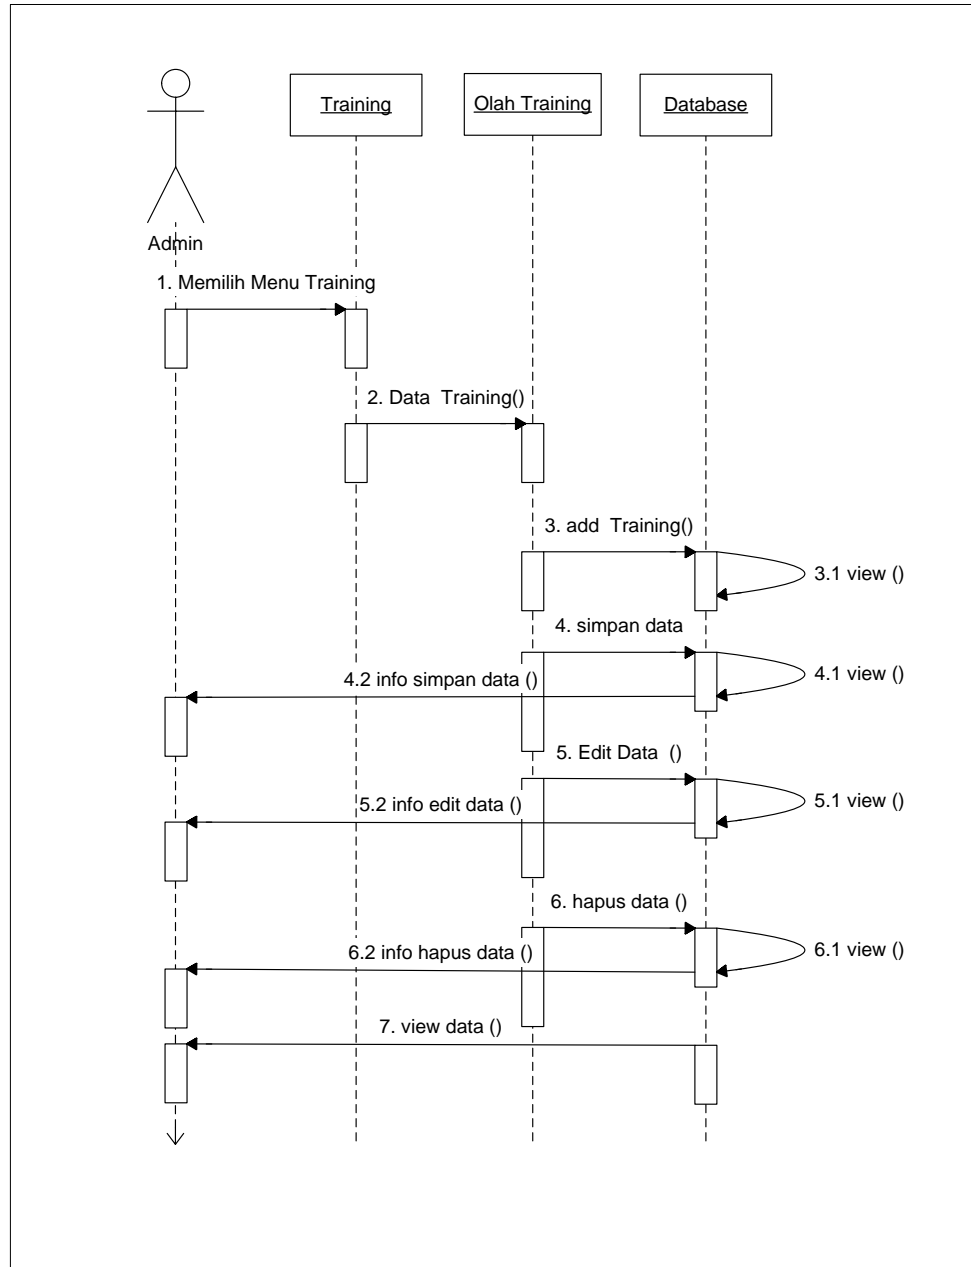 Training
Olah Training
Database
Admin
1. Memilih Menu Training
2. Data  Training()
3. add  Training()
3.1 view ()
4. simpan data
4.1 view ()
4.2 info simpan data ()
5. Edit Data  ()
5.1 view ()
5.2 info edit data ()
6. hapus data ()
6.1 view ()
6.2 info hapus data ()
7. view data ()